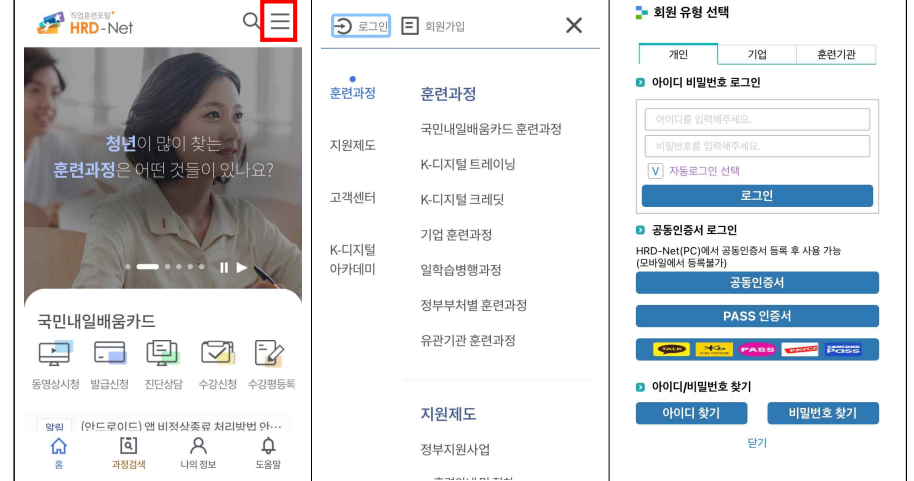 직업훈련포털
HRD-Net
청년이 많이 찾는
훈련과정은 어떤 것들이 있나요?
국민내일배움카드
동영상시청
발급신청
진단상담
수강신청
수강평등록
알림 (안드로이드) 앱 비정상종료 처리방법 안…
홈
과정검색
나의 정보
도움말
로그인
회원가입
훈련과정
지원제도
고객센터
K-디지털
아카데미
훈련과정
국민내일배움카드 훈련과정
K-디지털 트레이닝
K-디지털 크레딧
기업 훈련과정
일학습병행과정
정부부처별 훈련과정
유관기관 훈련과정
지원제도
정부지원사업
회원 유형 선택
개인
기업
훈련기관
아이디 비밀번호 로그인
아이디를 입력해주세요.
비밀번호를 입력해주세요.
V 자동로그인 선택
로그인
공동인증서 로그인
HRD-Net(PC)에서 공동인증서 등록 후 사용 가능
(모바일에서 등록불가)
공동인증서
PASS 인증서
TALK
PASS
PAYCO
SAMSUNG
PASS
아이디/비밀번호 찾기
아이디 찾기
비밀번호 찾기
닫기